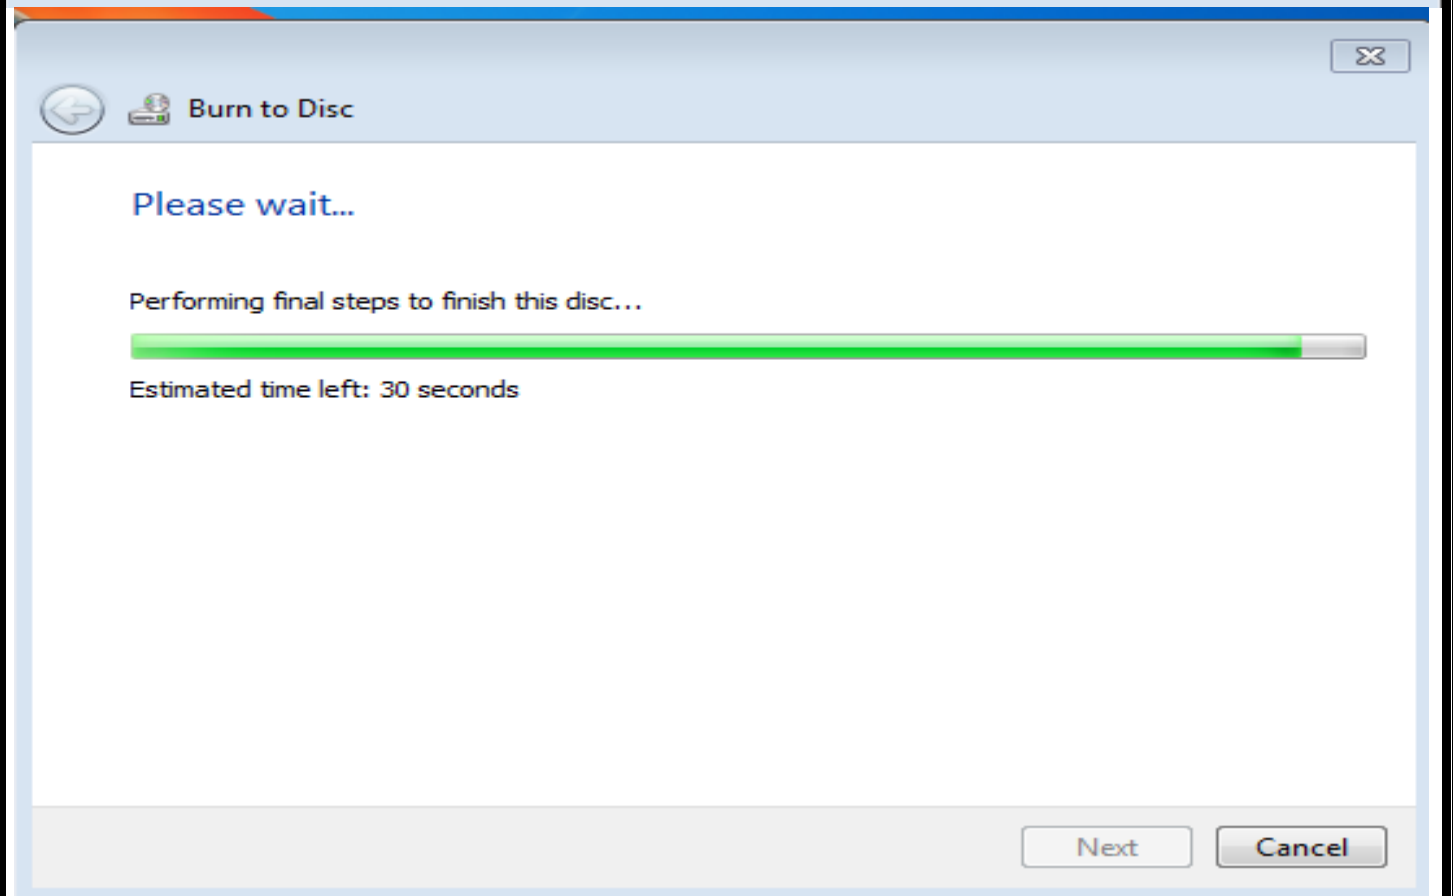 Burn to Disc
Please wait...
Performing final steps to finish this disc...
Estimated time left: 30 seconds
Next Cancel